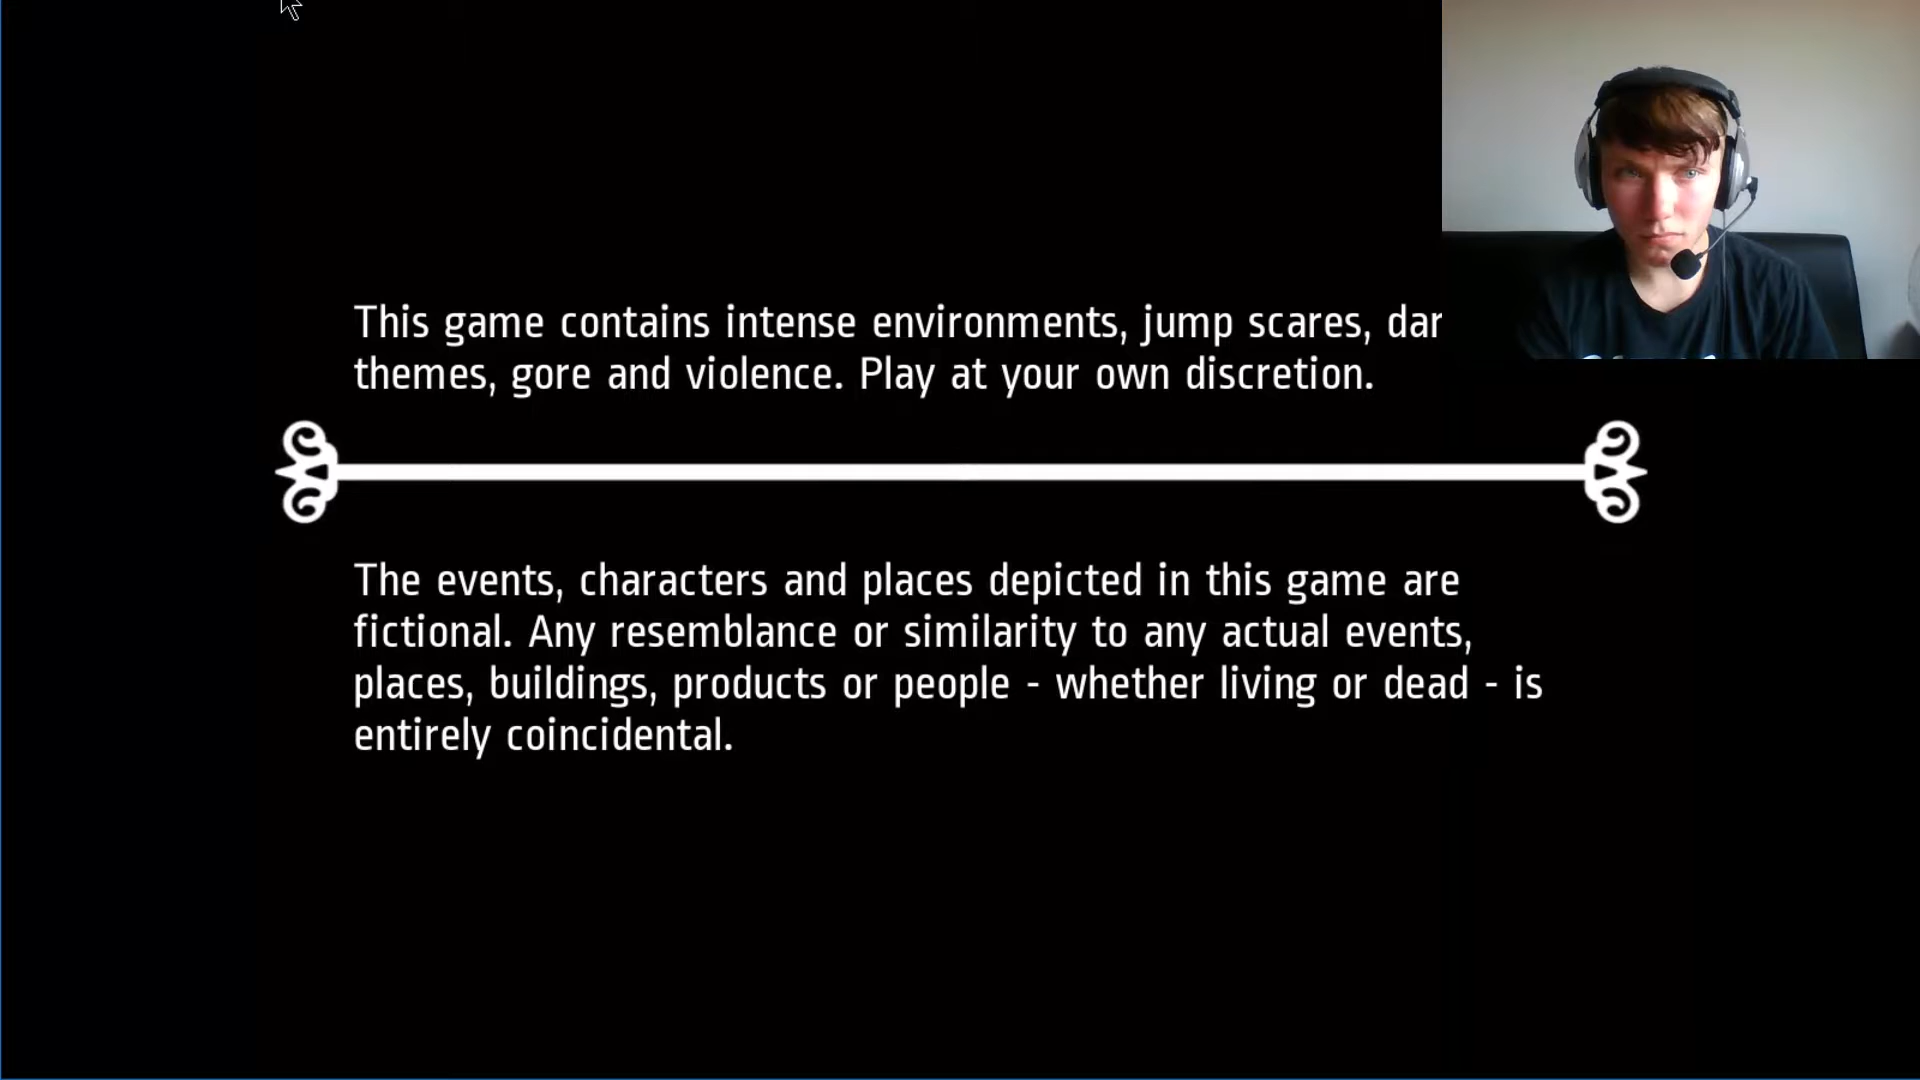 This game contains intense environments, jump scares, dar
themes, gore and violence. Play at your own discretion.
The events, characters and places depicted in this game are
fictional. Any resemblance or similarity to any actual events,
places, buildings, products or people - whether living or dead - is
entirely coincidental.